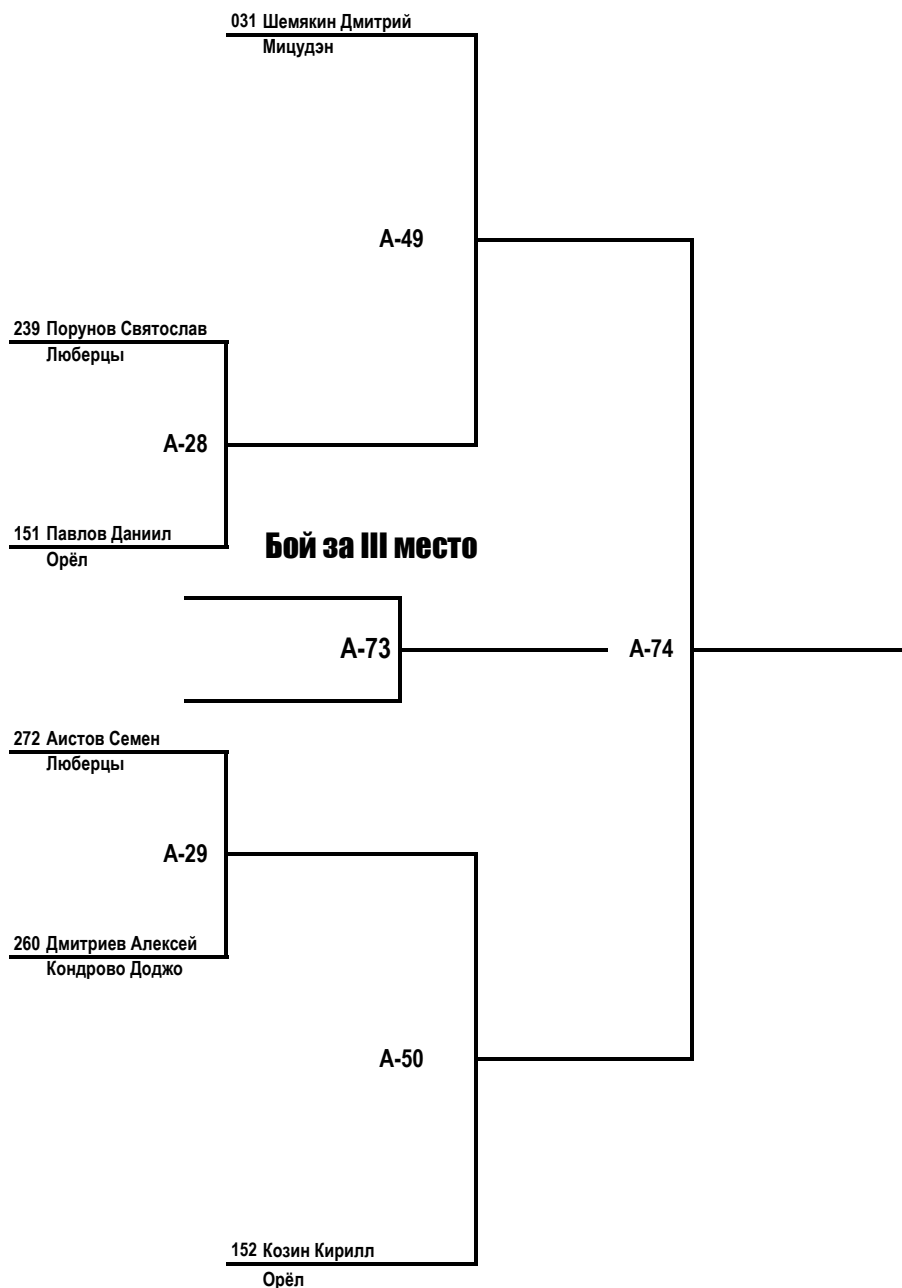 031 Шемякин Дмитрий
Мицудэн
А-49
239 Порунов Святослав
Люберцы
А-28
151 Павлов Даниил
Орёл
Бой за III место
А-73
А-74
272 Аистов Семен
Люберцы
А-29
260 Дмитриев Алексей
Кондрово Доджо
А-50
152 Козин Кирилл
Орёл